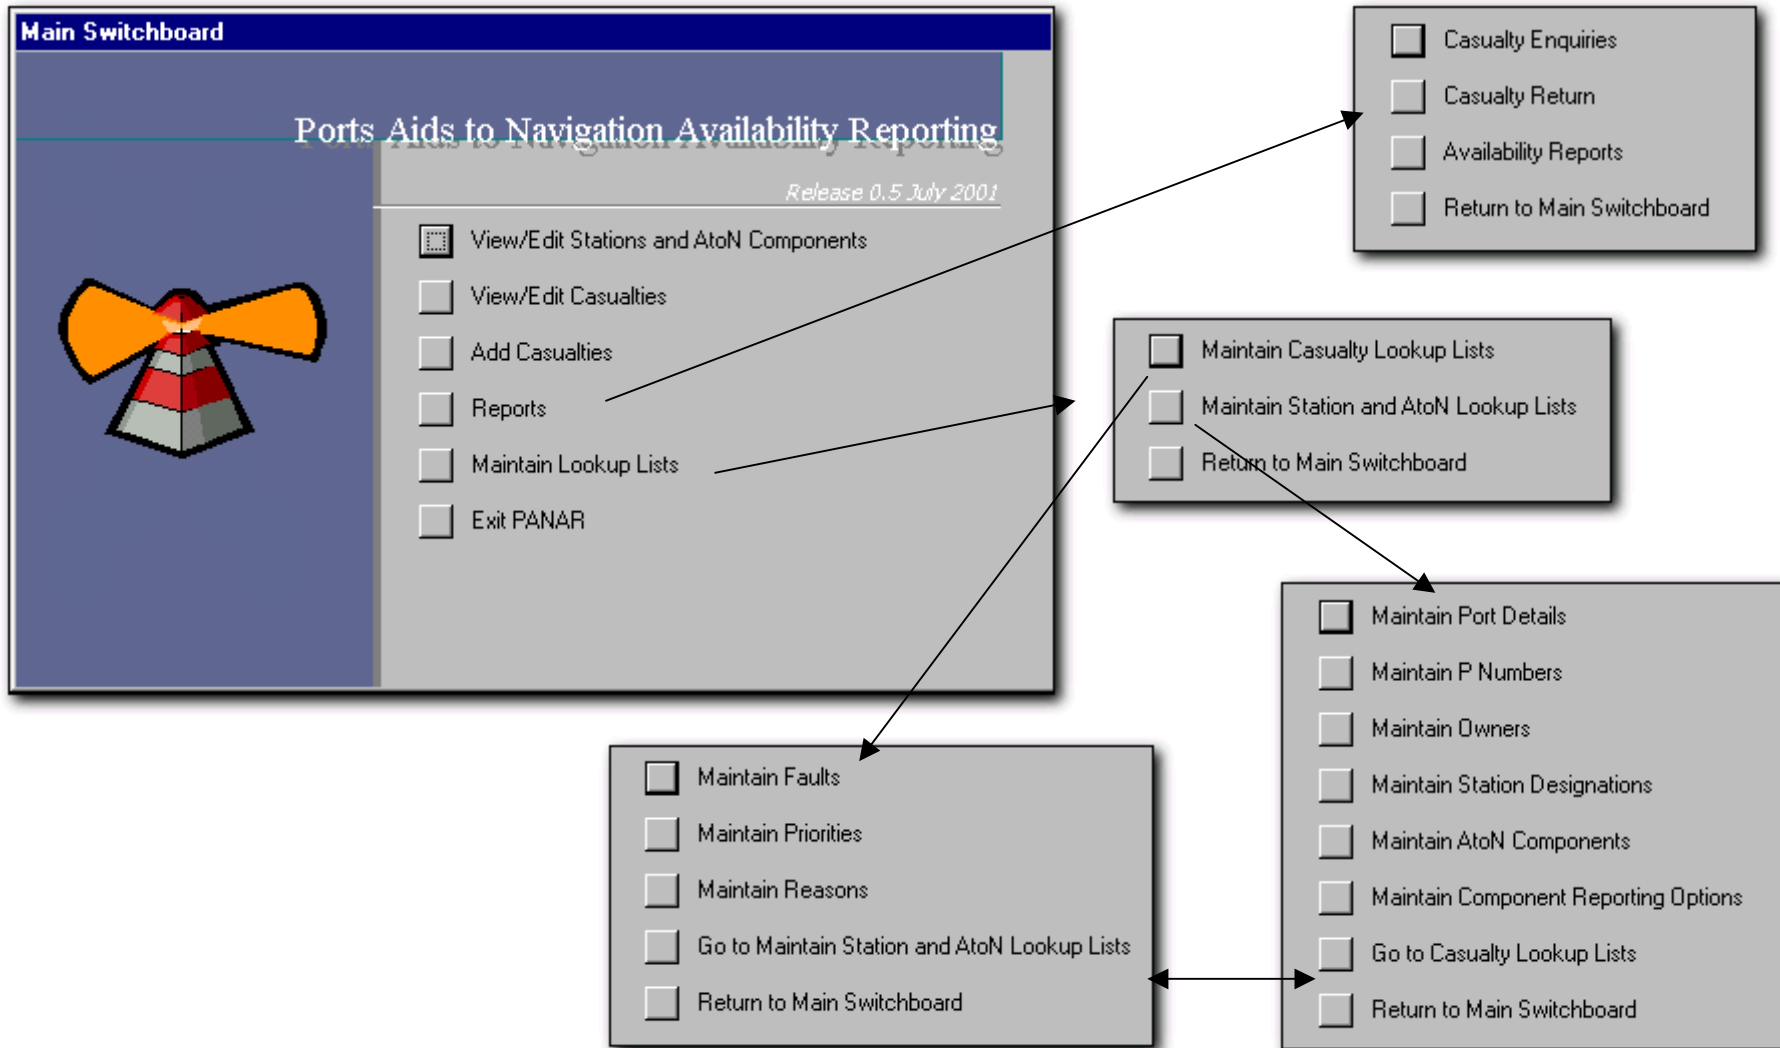 Main Switchboard
Ports Aids to Navigation Availability Reporting
Release 0.5 July 2001
View/Edit Stations and AtoN Components
View/Edit Casualties
Add Casualties
Reports
Maintain Lookup Lists
Exit PANAR
Casualty Enquiries
Casualty Return
Availability Reports
Return to Main Switchboard
Maintain Casualty Lookup Lists
Maintain Station and AtoN Lookup Lists
Return to Main Switchboard
Maintain Faults
Maintain Priorities
Maintain Reasons
Go to Maintain Station and AtoN Lookup Lists
Return to Main Switchboard
Maintain Port Details
Maintain P Numbers
Maintain Owners
Maintain Station Designations
Maintain AtoN Components
Maintain Component Reporting Options
Go to Casualty Lookup Lists
Return to Main Switchboard